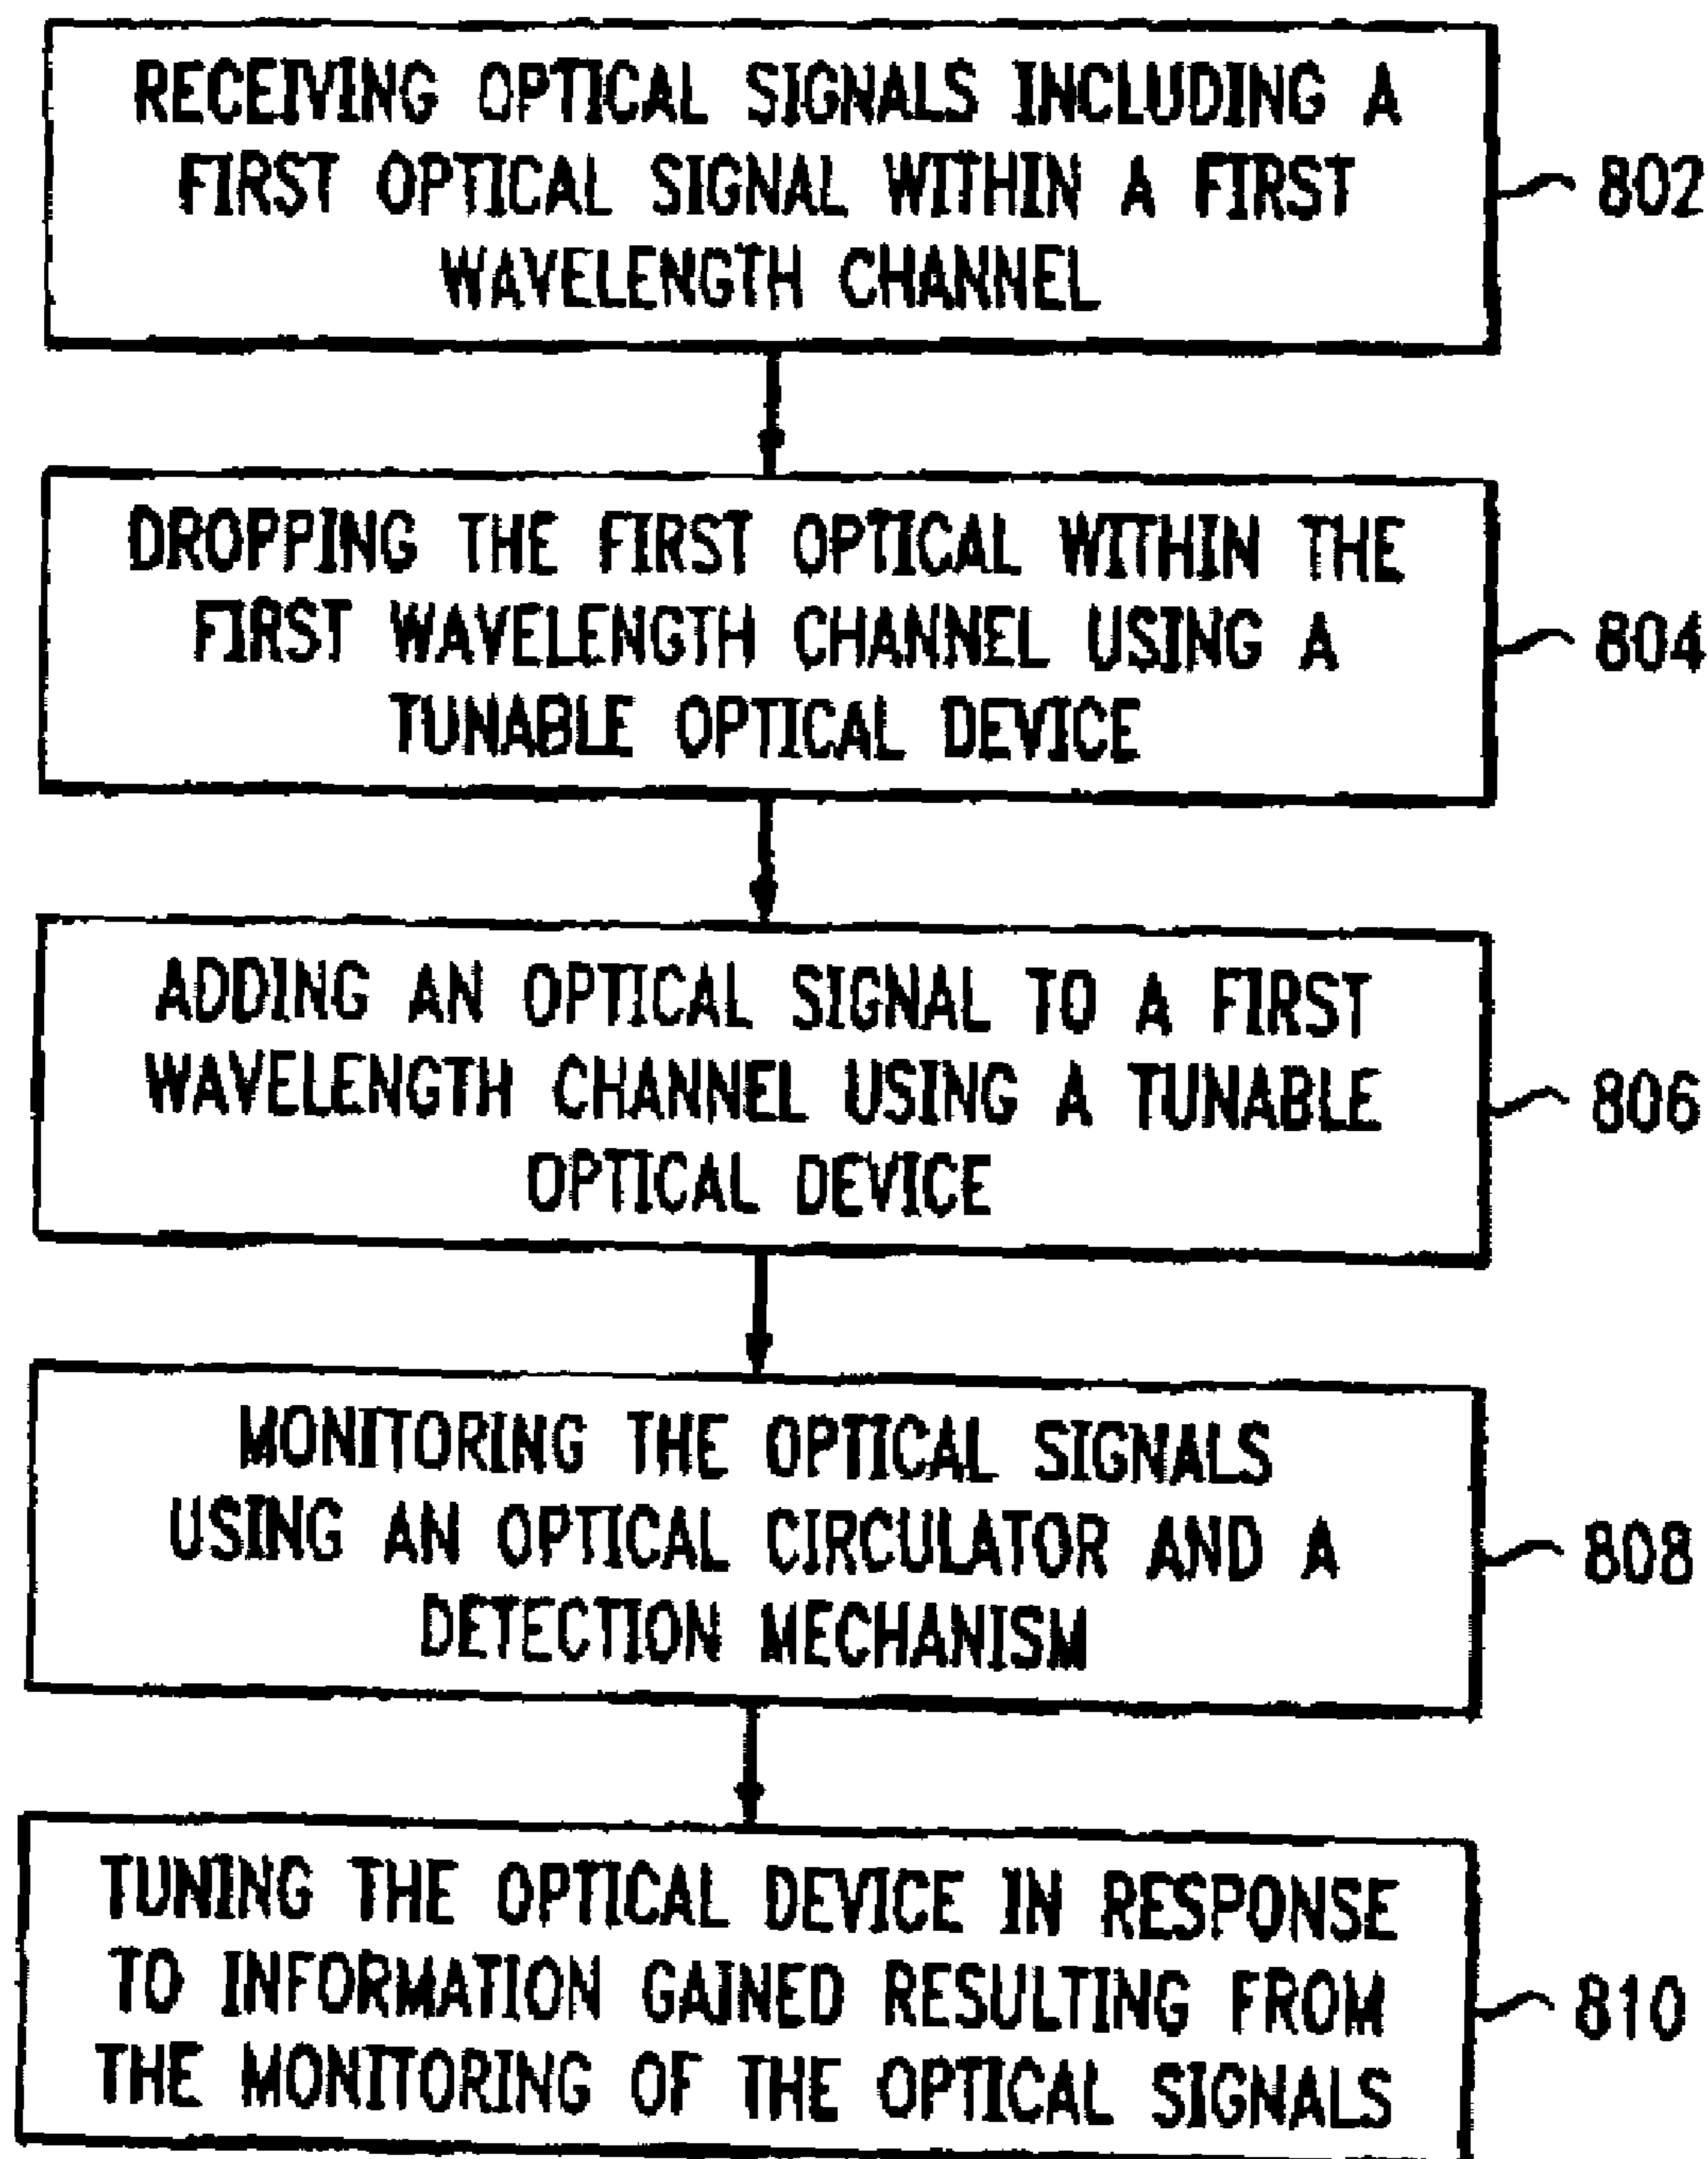 RECEIVING OPTICAL SIGNALS INCLUDING A
FIRST OPTICAL SIGNAL WITHIN A FIRST
WAVELENGTH CHANNEL
802
DROPPING THE FIRST OPTICAL WITHIN THE
FIRST WAVELENGTH CHANNEL USING A
TUNABLE OPTICAL DEVICE
804
ADDING AN OPTICAL SIGNAL TO A FIRST
WAVELENGTH CHANNEL USING A TUNABLE
OPTICAL DEVICE
806
MONITORING THE OPTICAL SIGNALS
USING AN OPTICAL CIRCULATOR AND A
DETECTION MECHANISM
808
TUNING THE OPTICAL DEVICE IN RESPONSE
TO INFORMATION GAINED RESULTING FROM
THE MONITORING OF THE OPTICAL SIGNALS
810